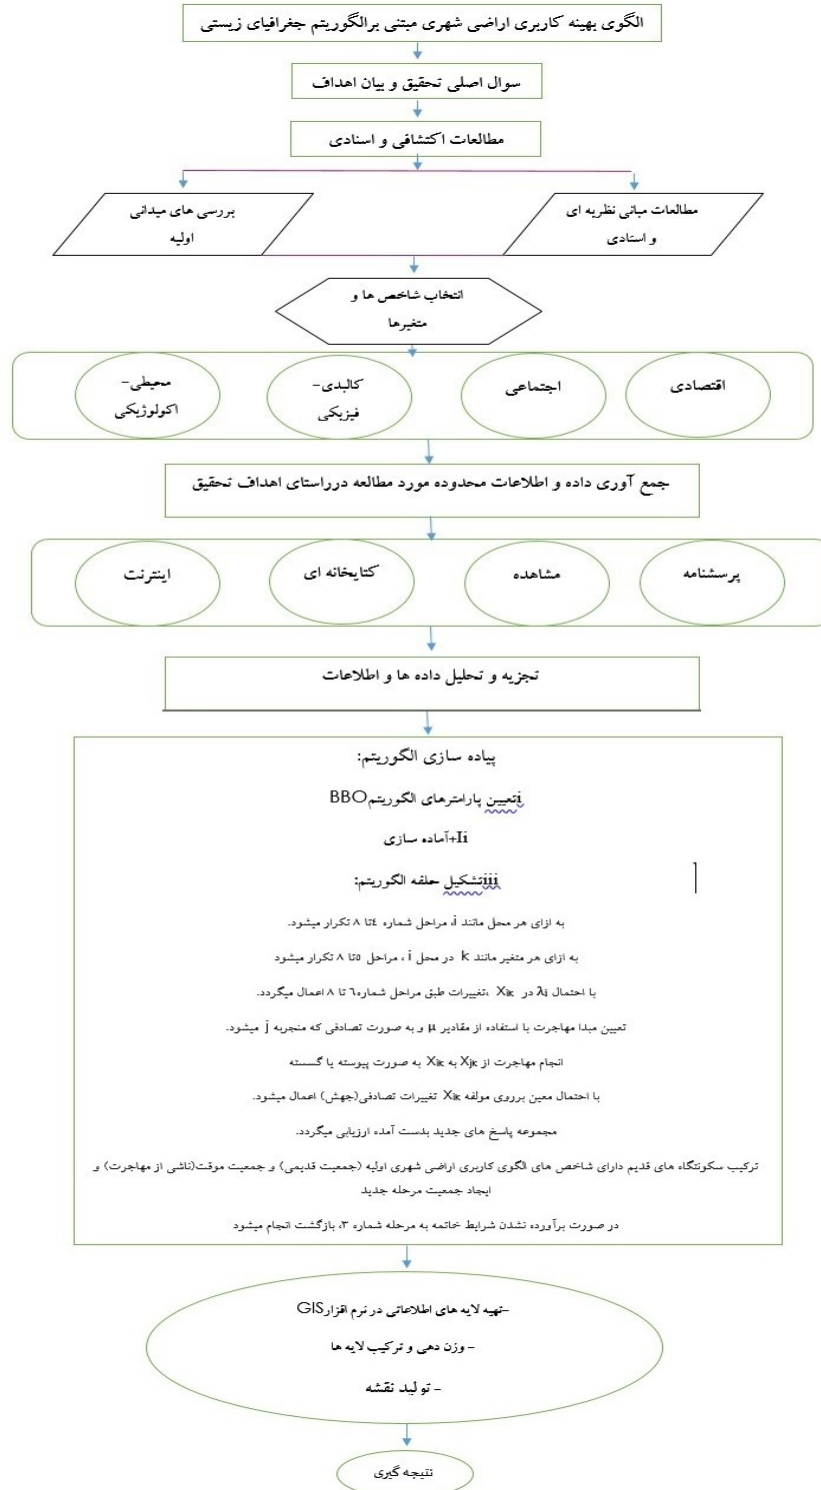 الگوی بهینه کاربری اراضی شهری مبتنی برالگوریتم جغرافیای زیستی
سوال اصلی تحقیق و بیان اهداف
مطالعات اکتشافی و اسنادی
مطالعات مبانی نظریه ای
و اسنادی
بررسی های میدانی
اولیه
انتخاب شاخص ها و
متغیرها
اقتصادی
اجتماعی
کالبدی-
فیزیکی
محیطی-
اکولوژیکی
جمع آوری داده و اطلاعات محدوده مورد مطالعه درراستای اهداف تحقیق
پرسشنامه
مشاهده
کتابخانه ای
اینترنت
تجزیه و تحلیل داده ها و اطلاعات
پیاده سازی الگوریتم:
iتعیین پارامترهای الگوریتمBBO
Ii+آماده سازی
iiiتشکیل حلقه الگوریتم:
به ازای هر محل مانند i، مراحل شماره ٤تا ٨ تکرار میشود.
به ازای هر متغیر مانند k در محل i ، مراحل ٥تا ٨ تکرار میشود
با احتمال λi در Xik ،تغییرات طبق مراحل شماره٦ تا ٨ اعمال میگردد.
تعیین مبدا مهاجرت با استفاده از مقادیر μ و به صورت تصادفی که منجربه j میشود.
انجام مهاجرت از Xjk به Xik به صورت پیوسته یا گسسته
با احتمال معین برروی مولفه Xik تغییرات تصادفی(جهش) اعمال میشود.
مجموعه پاسخ های جدید بدست آمده ارزیابی میگردد.
ترکیب سکونتگاه های قدیم دارای شاخص های الگوی کاربری اراضی شهری اولیه (جمعیت قدیمی) و جمعیت موقت(ناشی از مهاجرت) و
ایجاد جمعیت مرحله جدید
در صورت برآورده نشدن شرایط خاتمه به مرحله شماره ٣، بازگشت انجام میشود
-تهیه لایه های اطلاعاتی در نرم افزارGIS
- وزن دهی و ترکیب لایه ها
- تولید نقشه
نتیجه گیری